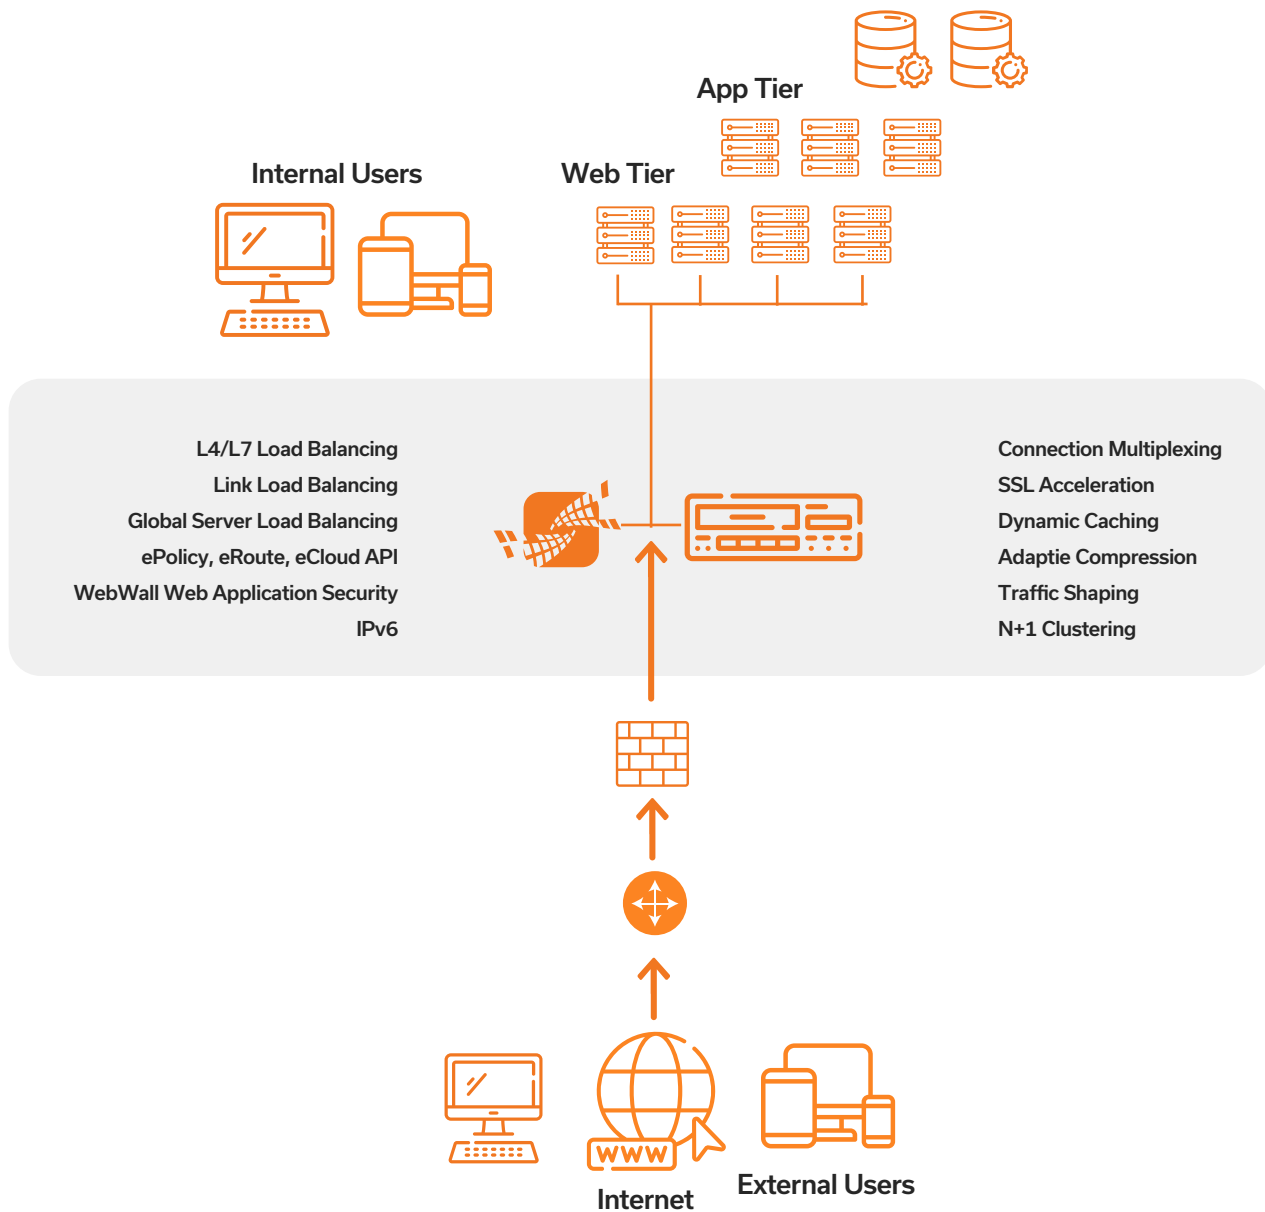 App Tier
Internal Users
Web Tier
L4/L7 Load Balancing
Link Load Balancing
Global Server Load Balancing
ePolicy, eRoute, eCloud API
WebWall Web Application Security
IPv6
Connection Multiplexing
SSL Acceleration
Dynamic Caching
Adaptie Compression
Traffic Shaping
N+1 Clustering
WWW
Internet
External Users